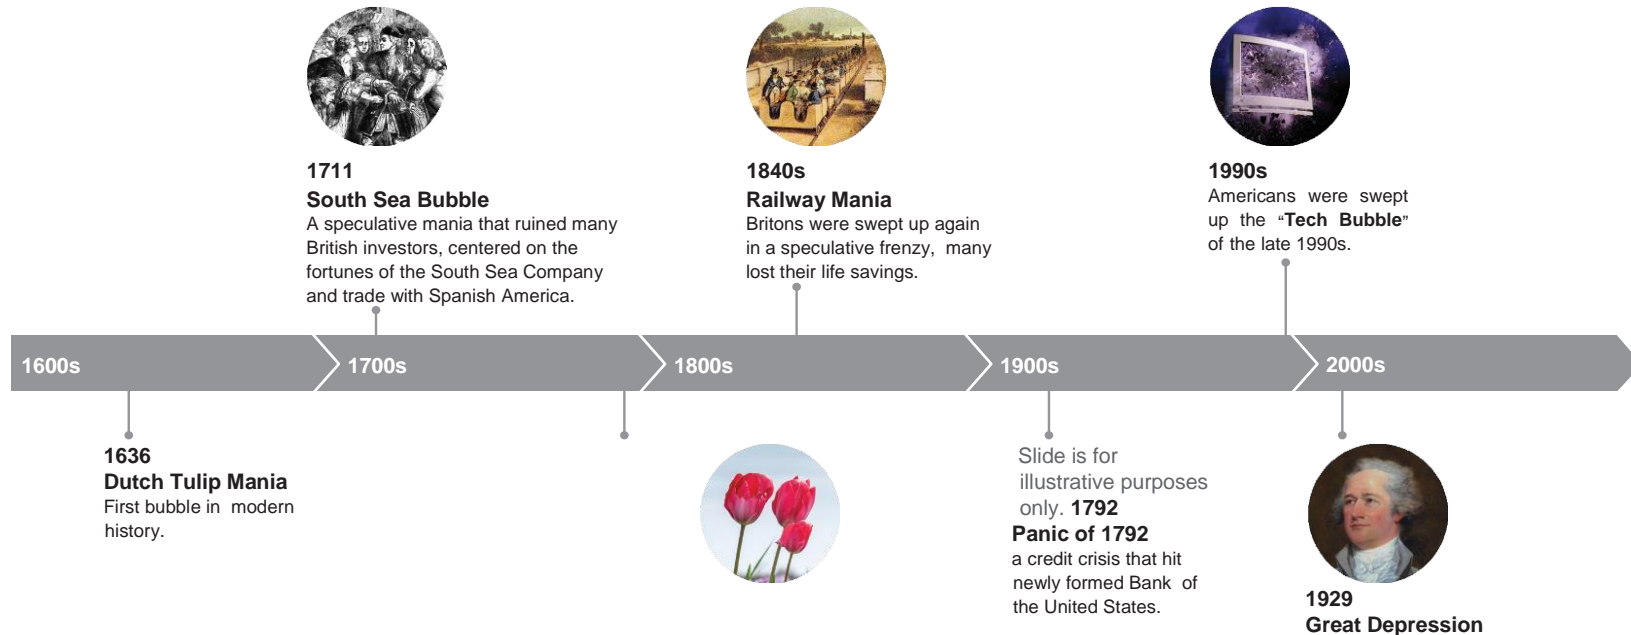 1711
South Sea Bubble
A speculative mania that ruined many
British investors, centered on the
fortunes of the South Sea Company
and trade with Spanish America.
1840s
Railway Mania
Britons were swept up again
in a speculative frenzy, many
lost their life savings.
1990s
Americans were swept
up the “Tech Bubble”
of the late 1990s.
1600s
1700s
1800s
1900s
2000s
1636
Dutch Tulip Mania
First bubble in modern
history.
Slide is for
illustrative purposes
only. 1792
Panic of 1792
a credit crisis that hit
newly formed Bank of
the United States.
1929
Great Depression